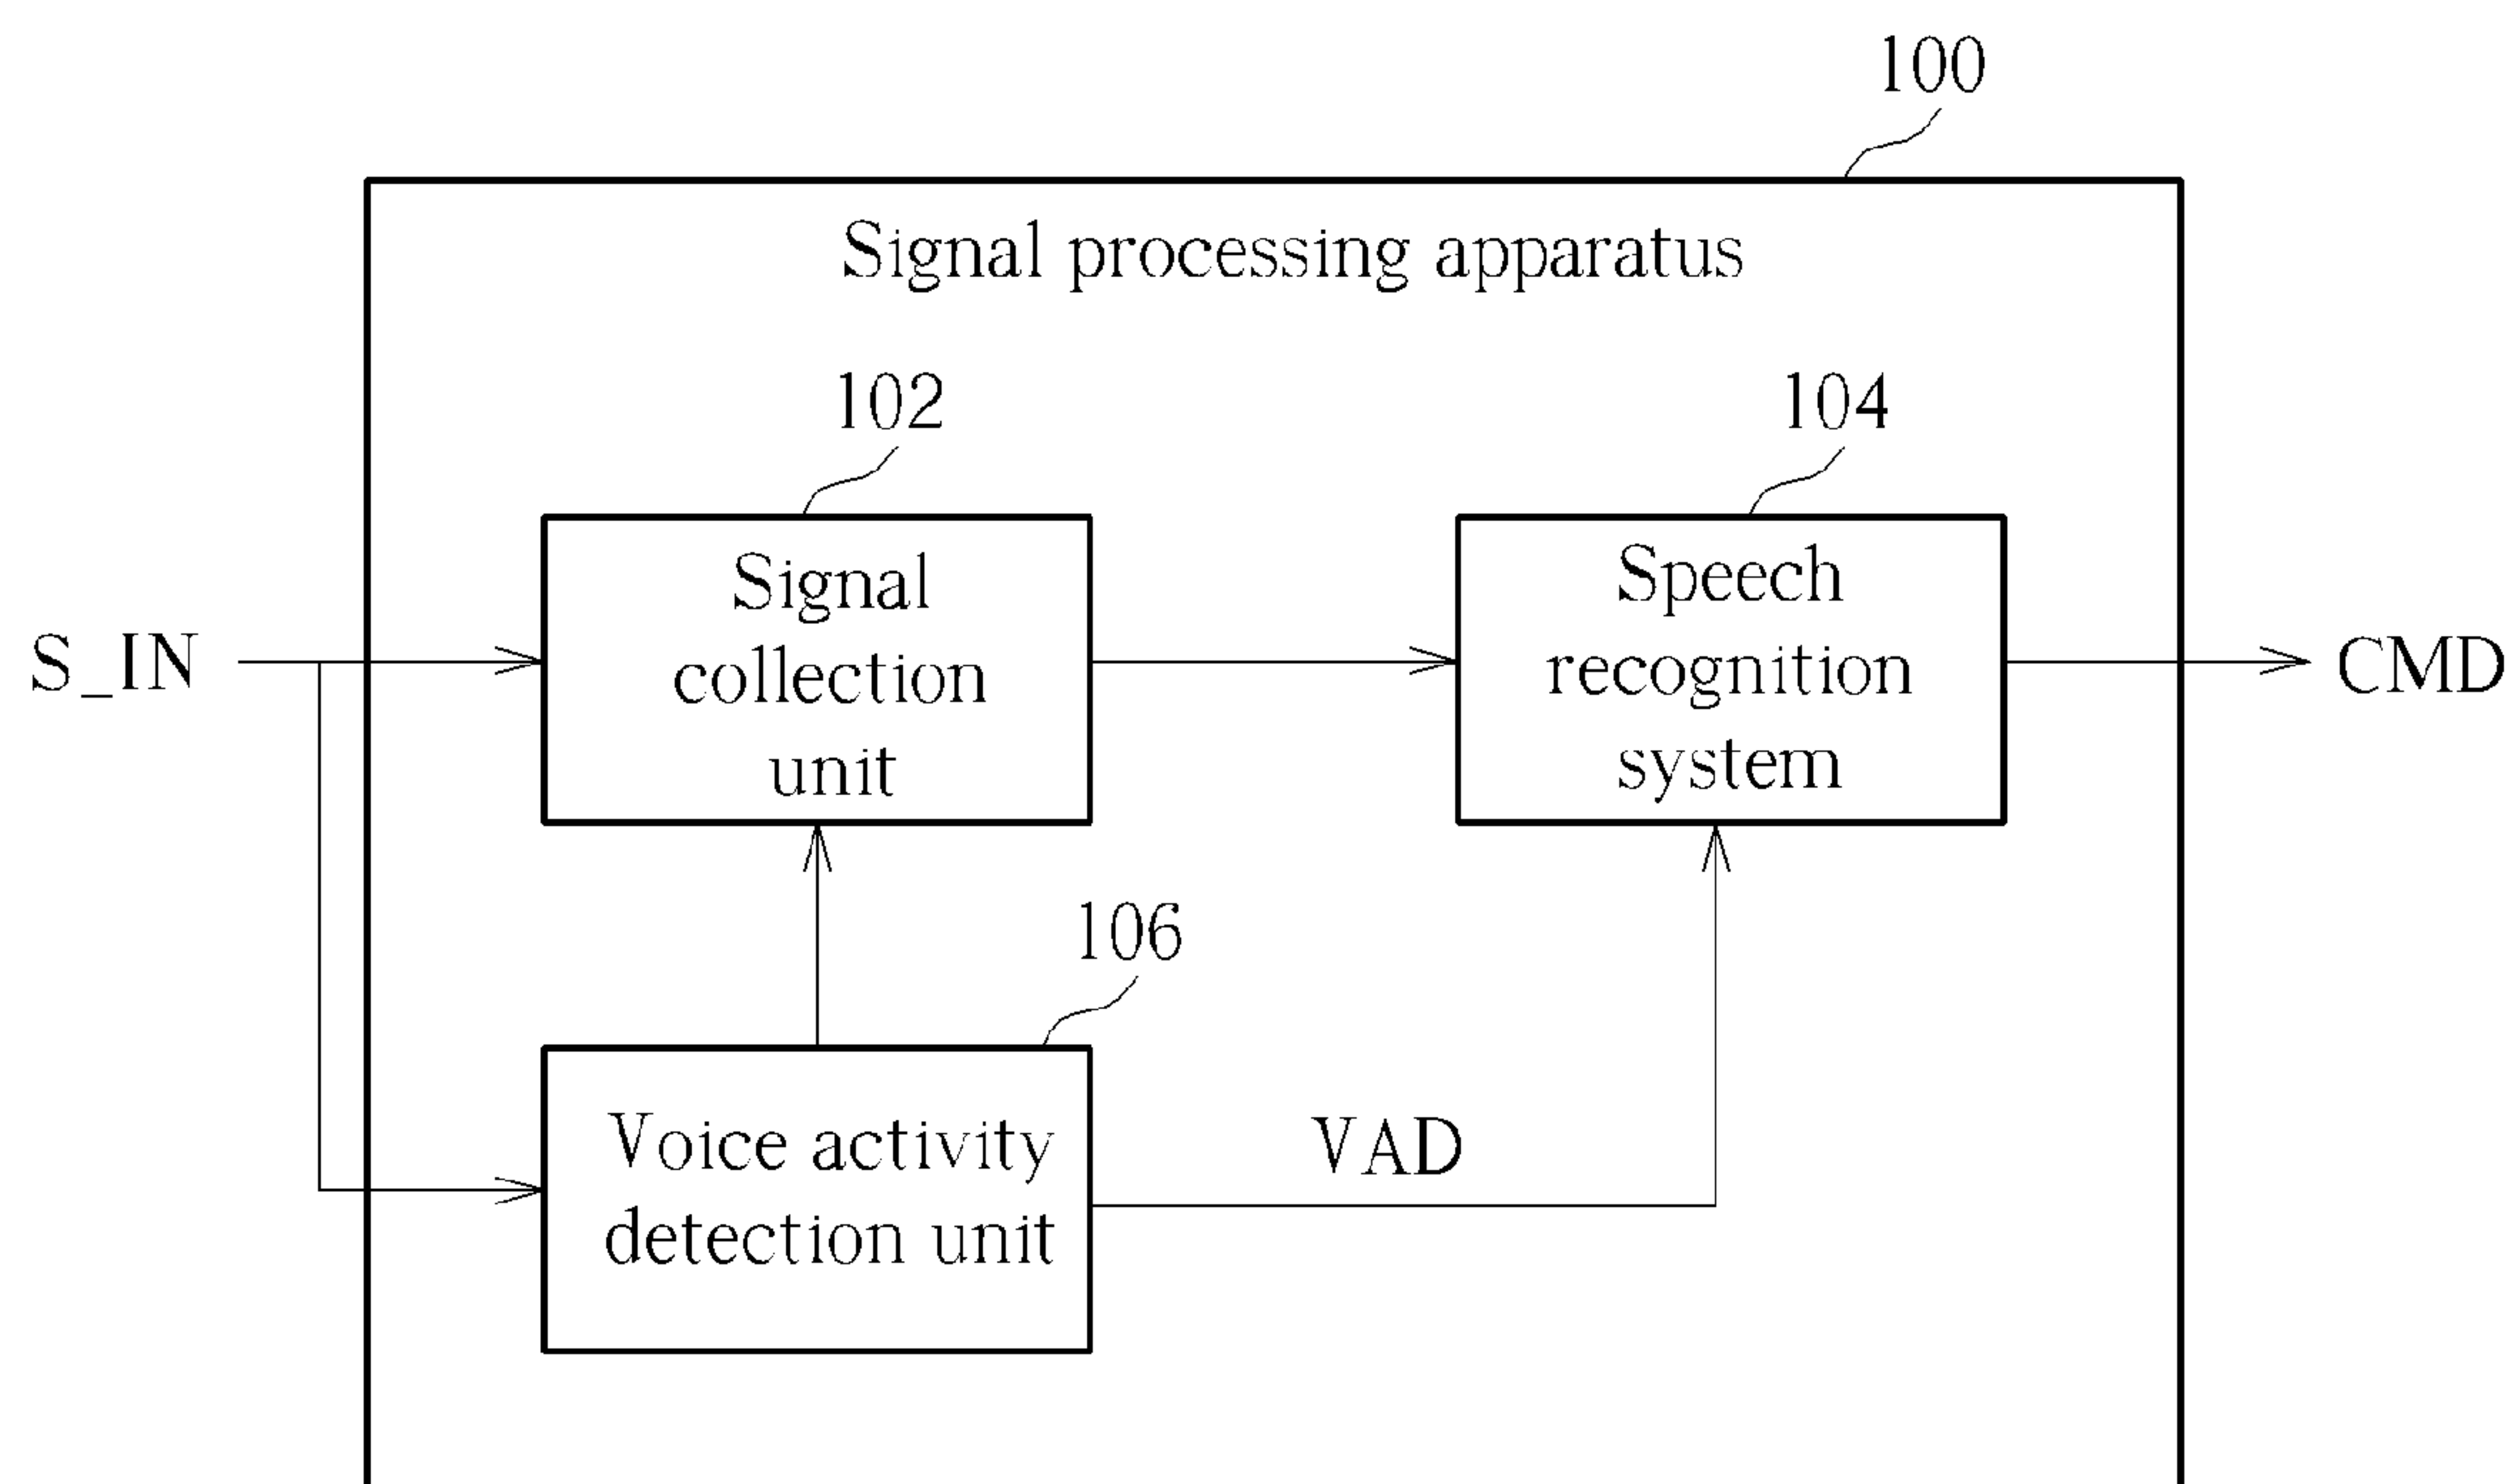 100
Signal processing apparatus
102
104
Signal
collection
unit
Speech
recognition
system
S_IN
CMD
106
Voice activity
detection unit
VAD